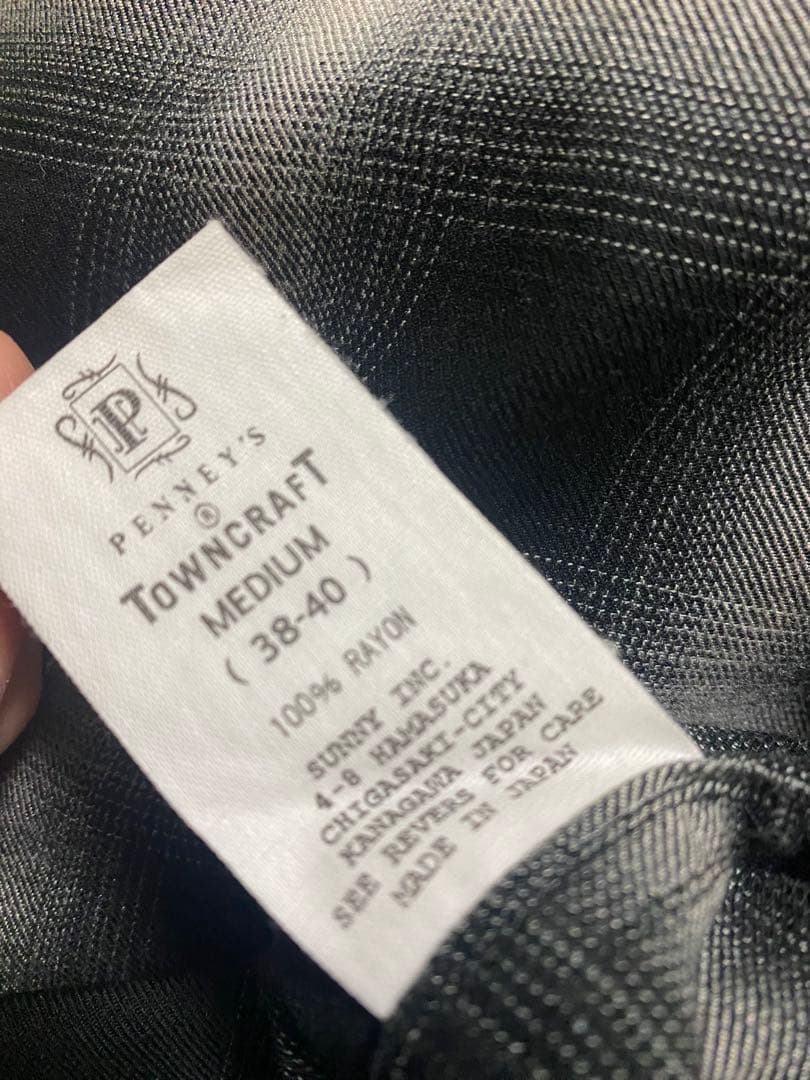 P
PENNEY'S
®
TOWNCRAFT
MEDIUM
( 38-40 )
100% RAYON
SUNNY INC.
4-8 HAMASUKA
CHIGASAKI-CITY
KANAGAWA JAPAN
SEE REVERS FOR CARE
MADE IN JAPAN